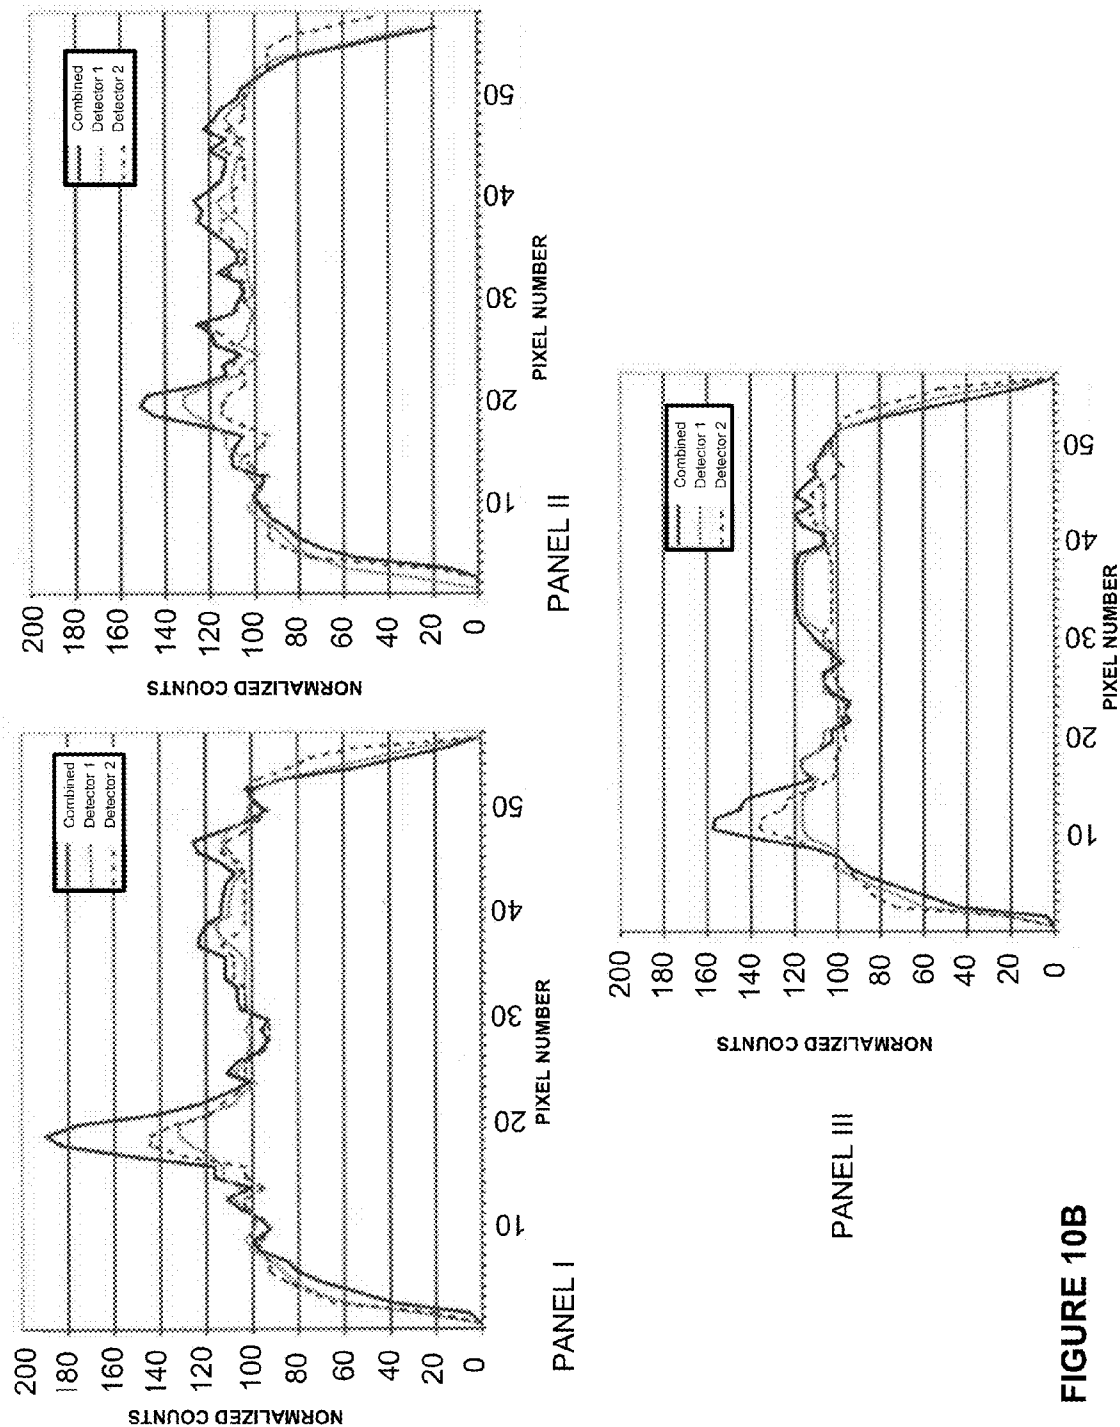 200
180
160
140
120
100
80
60
40
20
0
NORMALIZED COUNTS
10
20
30
40
50
PIXEL NUMBER
Combined
Detector 1
Detector 2
PANEL I
200
180
160
140
120
100
80
60
40
20
0
NORMALIZED COUNTS
10
20
30
40
50
PIXEL NUMBER
Combined
Detector 1
Detector 2
PANEL II
200
180
160
140
120
100
80
60
40
20
0
NORMALIZED COUNTS
10
20
30
40
50
PIXEL NUMBER
Combined
Detector 1
Detector 2
PANEL III
FIGURE 10B